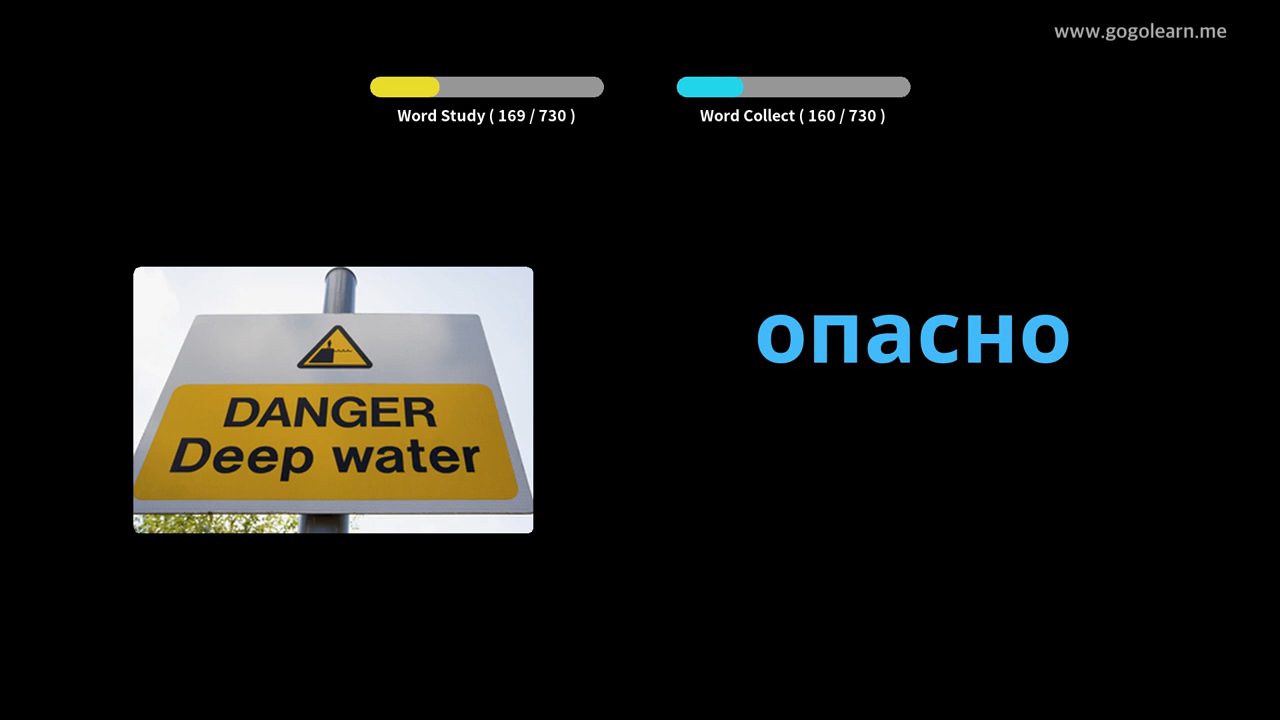 www.gogolearn.me
Word Study ( 169 / 730 )
Word Collect ( 160 / 730 )
DANGER
Deep water
опасно